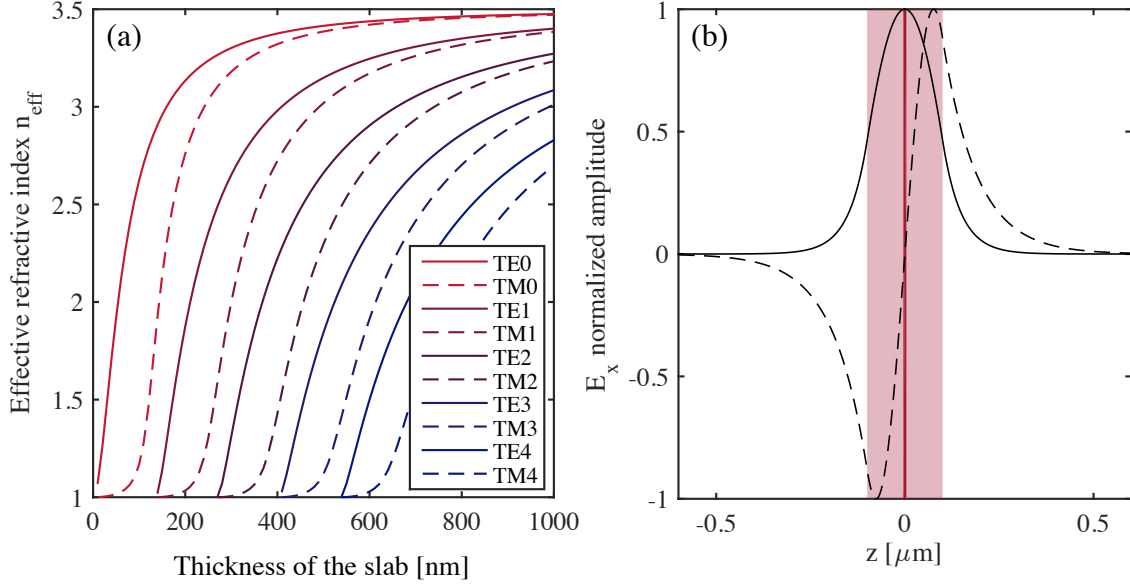 (a)
Effective refractive index n_eff
3.5
3
2.5
2
1.5
1
0
200
400
600
800
1000
Thickness of the slab [nm]
TE0
TM0
TE1
TM1
TE2
TM2
TE3
TM3
TE4
TM4
(b)
E_x normalized amplitude
1
0.5
0
-0.5
-1
-0.5
0
0.5
z [μm]